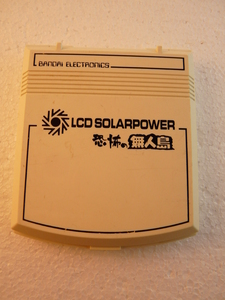 BANDAI ELECTRONICS
LCD SOLARPOWER
恐怖の無人島